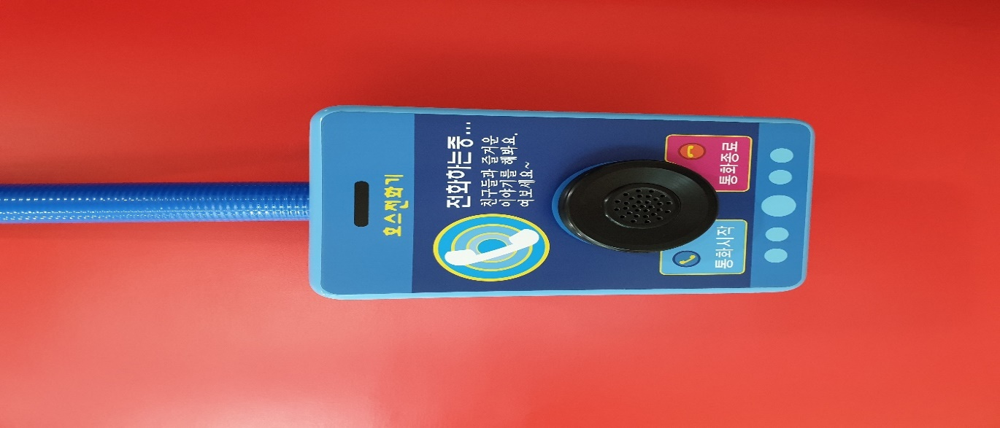 호스전화기
전화하는중...
친구들과 즐거운
이야기를 해봐요.
여보세요~
통화시작
통화종료